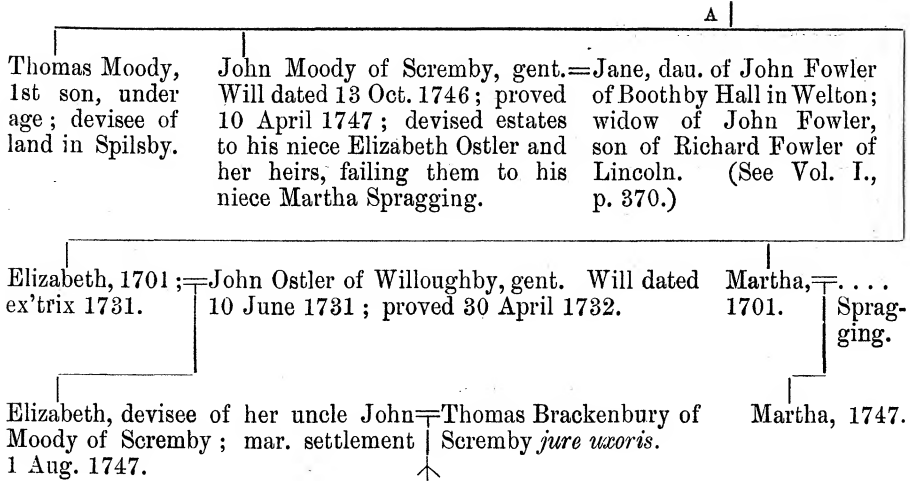 A
Thomas Moody,
1st son, under
age; devisee of
land in Spilsby.
John Moody of Scremby, gent.=
Will dated 13 Oct. 1746; proved
10 April 1747; devised estates
to his niece Elizabeth Ostler and
her heirs, failing them to his
niece Martha Spragging.
Jane, dau. of John Fowler
of Boothby Hall in Welton;
widow of John Fowler,
son of Richard Fowler of
Lincoln. (See Vol. I.,
p. 370.)
Elizabeth, 1701;=
ex'trix 1731.
John Ostler of Willoughby, gent. Will dated
10 June 1731; proved 30 April 1732.
Martha,=
1701.
....
Sprag-
ging.
Elizabeth, devisee of her uncle John=
Moody of Scremby; mar. settlement
1 Aug. 1747.
Thomas Brackenbury of
Scremby jure uxoris.
Martha, 1747.